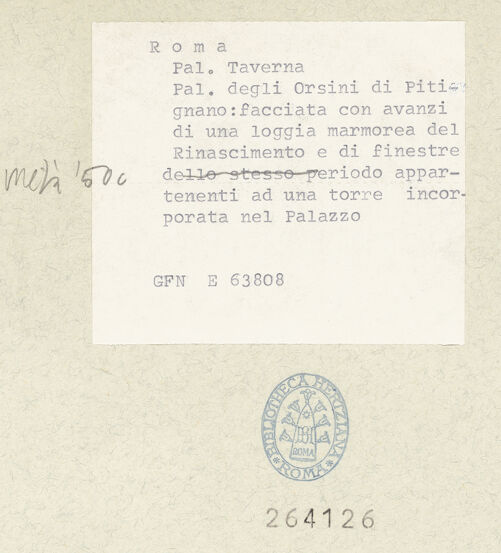 Roma
Pal. Taverna
Pal. degli Orsini di Piti-
gnano:facciata con avanzi
di una loggia marmorea del
Rinascimento e di finestre
dello stesso periodo appar-
tenenti ad una torre incor-
porata nel Palazzo
metà '500
GFN E 63808
BIBLIOTHECA HERTZIANA
ROMA
ROMA
264126